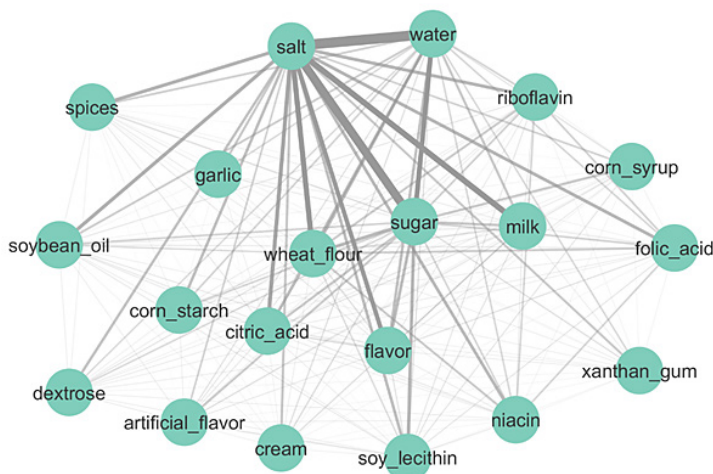 water
salt
riboflavin
spices
corn_syrup
garlic
sugar
milk
soybean_oil
wheat_flour
folic_acid
corn_starch
citric_acid
flavor
xanthan_gum
dextrose
artificial_flavor
niacin
cream
soy_lecithin